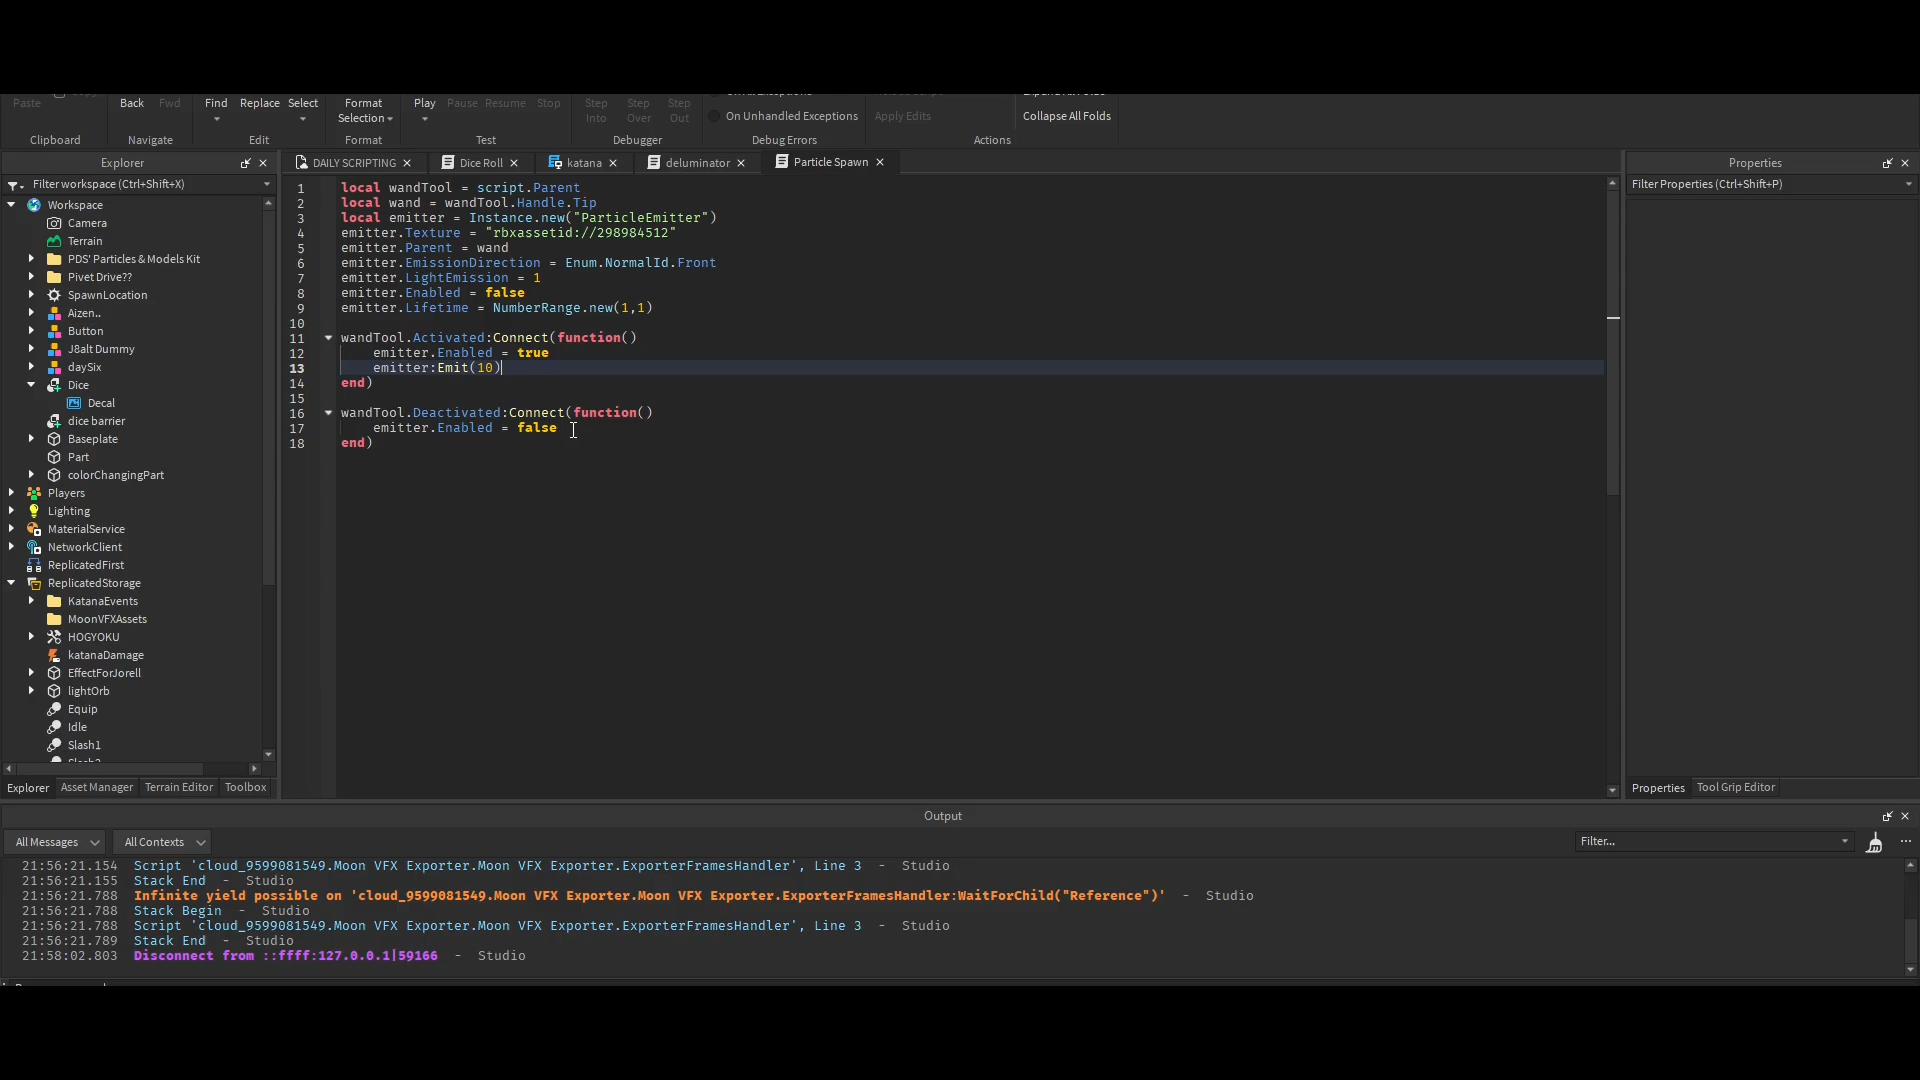 Paste
Back Fwd
Find Replace Select
Format Selection
Play Pause Resume Stop
Step Into Step Over Step Out
On Unhandled Exceptions
Apply Edits
Collapse All Folds
Clipboard Navigate Edit Format Test Debugger Debug Errors Actions
Explorer
DAILY SCRIPTING Dice Roll katana deluminator Particle Spawn
Properties
Filter workspace (Ctrl+Shift+X)
Filter Properties (Ctrl+Shift+P)
Workspace
Camera
Terrain
PDS' Particles & Models Kit
Pivet Drive??
SpawnLocation
Aizen..
Button
J8alt Dummy
daySix
Dice
Decal
dice barrier
Baseplate
Part
colorChangingPart
Players
Lighting
MaterialService
NetworkClient
ReplicatedFirst
ReplicatedStorage
KatanaEvents
MoonVFXAssets
HOGYOKU
katanaDamage
EffectForJorell
lightOrb
Equip
Idle
Slash1
1 local wandTool = script.Parent
2 local wand = wandTool.Handle.Tip
3 local emitter = Instance.new("ParticleEmitter")
4 emitter.Texture = "rbxassetid://298984512"
5 emitter.Parent = wand
6 emitter.EmissionDirection = Enum.NormalId.Front
7 emitter.LightEmission = 1
8 emitter.Enabled = false
9 emitter.Lifetime = NumberRange.new(1,1)
10
11 wandTool.Activated:Connect(function()
12 emitter.Enabled = true
13 emitter:Emit(10)
14 end)
15
16 wandTool.Deactivated:Connect(function()
17 emitter.Enabled = false
18 end)
Explorer Asset Manager Terrain Editor Toolbox
Properties Tool Grip Editor
Output
All Messages All Contexts
Filter...
21:56:21.154 Script 'cloud_9599081549.Moon VFX Exporter.Moon VFX Exporter.ExporterFramesHandler', Line 3 - Studio
21:56:21.155 Stack End - Studio
21:56:21.788 Infinite yield possible on 'cloud_9599081549.Moon VFX Exporter.Moon VFX Exporter.ExporterFramesHandler:WaitForChild("Reference")' - Studio
21:56:21.788 Stack Begin - Studio
21:56:21.788 Script 'cloud_9599081549.Moon VFX Exporter.Moon VFX Exporter.ExporterFramesHandler', Line 3 - Studio
21:56:21.789 Stack End - Studio
21:58:02.803 Disconnect from ::ffff:127.0.0.1|59166 - Studio